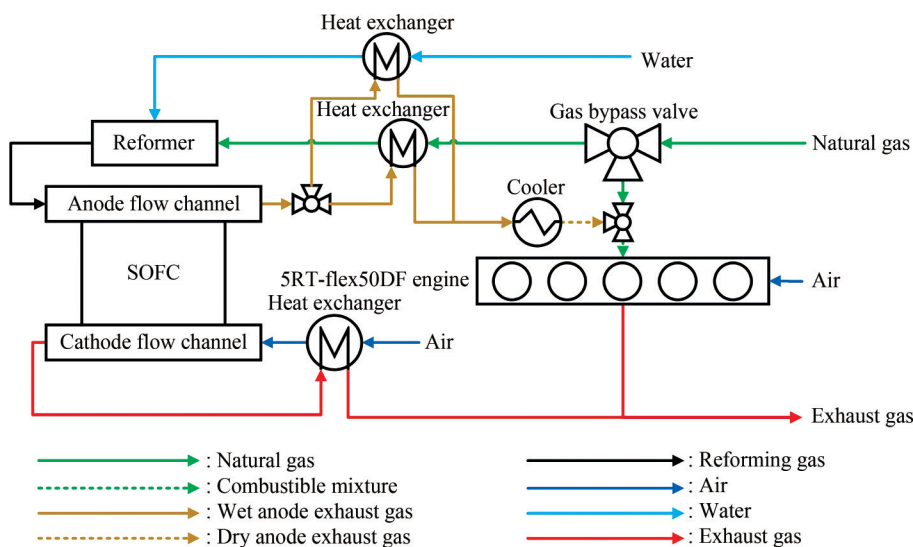 Heat exchanger
Water
Heat exchanger
Gas bypass valve
Reformer
Natural gas
Anode flow channel
Cooler
SOFC
5RT-flex50DF engine
Air
Heat exchanger
Cathode flow channel
Air
Exhaust gas
: Natural gas
: Combustible mixture
: Wet anode exhaust gas
: Dry anode exhaust gas
: Reforming gas
: Air
: Water
: Exhaust gas